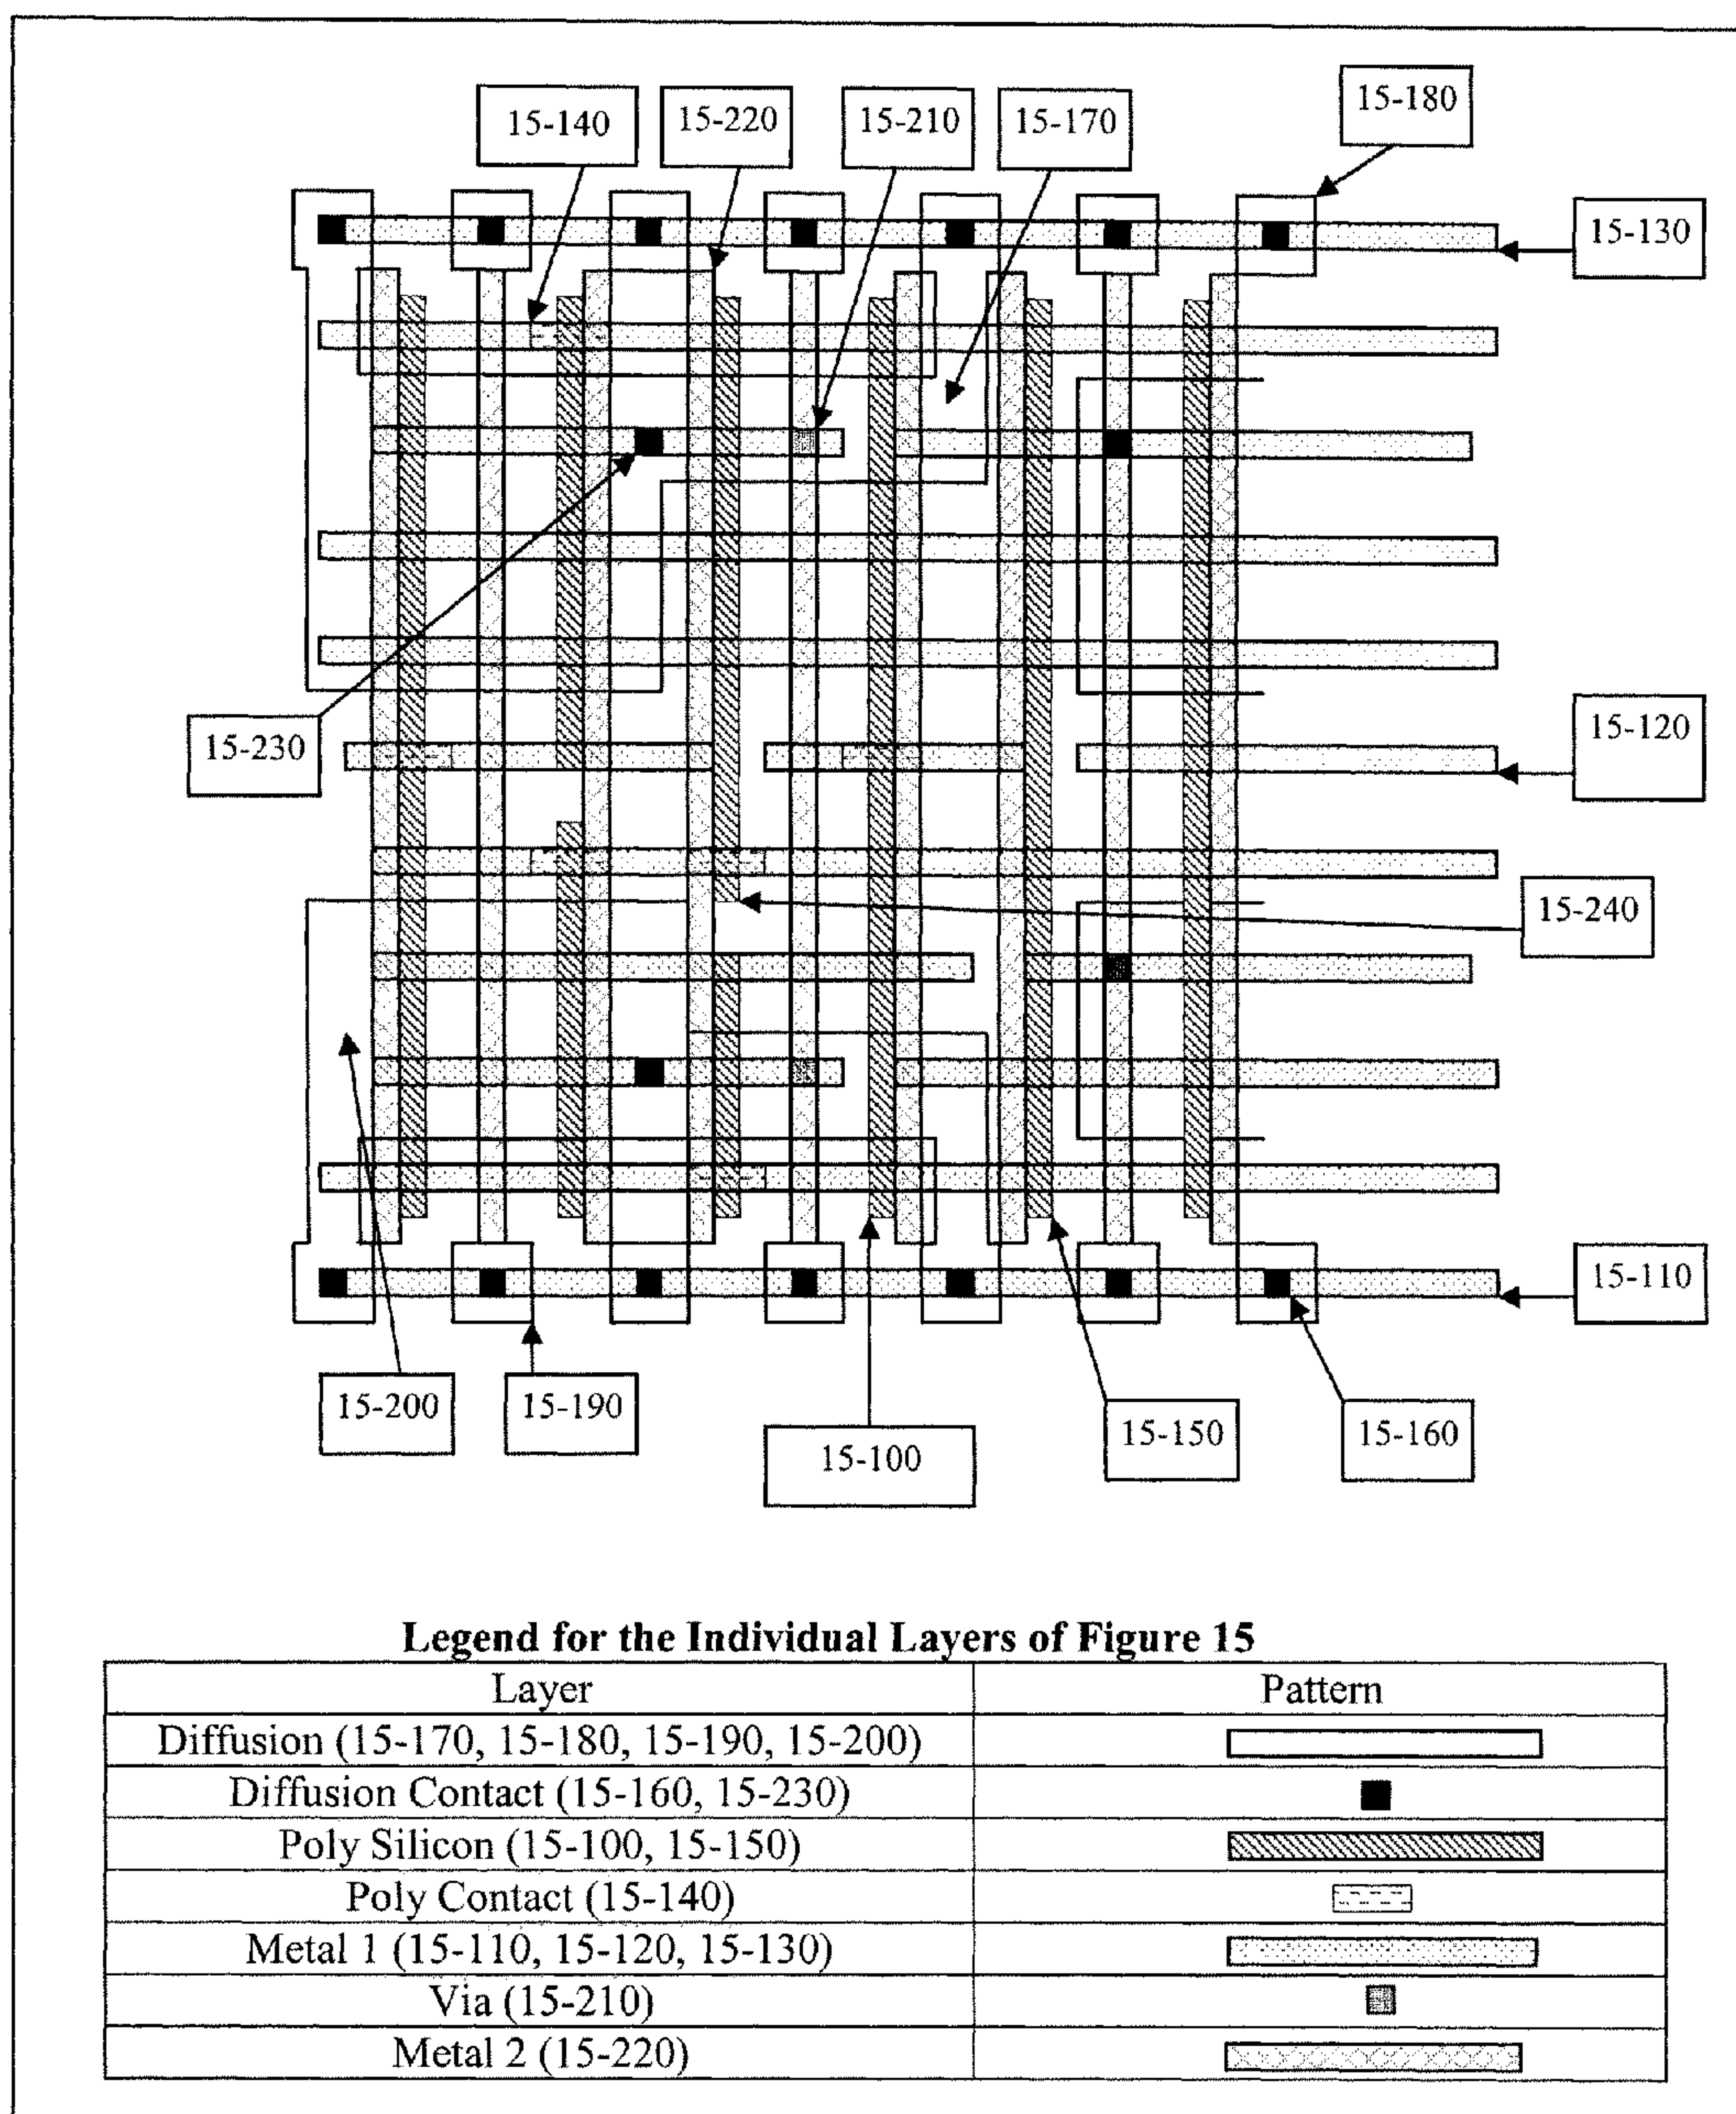 15-180
15-140
15-220
15-210
15-170
15-130
15-230
15-120
15-240
15-200
15-190
15-100
15-150
15-160
15-110
Legend for the Individual Layers of Figure 15
Layer Pattern
Diffusion (15-170, 15-180, 15-190, 15-200)
Diffusion Contact (15-160, 15-230)
Poly Silicon (15-100, 15-150)
Poly Contact (15-140)
Metal 1 (15-110, 15-120, 15-130)
Via (15-210)
Metal 2 (15-220)